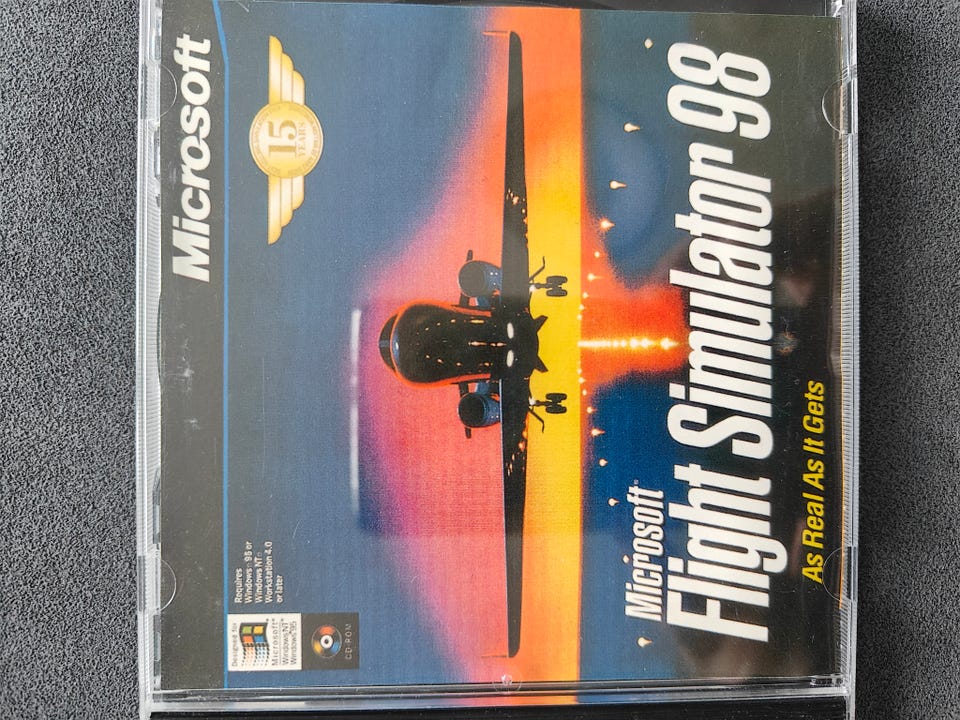 Microsoft
15
YEARS
Requires
Windows® 95 or
Windows NT®
Workstation 4.0
or later
Designed for
Microsoft®
Windows NT®
Windows®95
CD-ROM
Microsoft®
Flight Simulator 98
As Real As It Gets